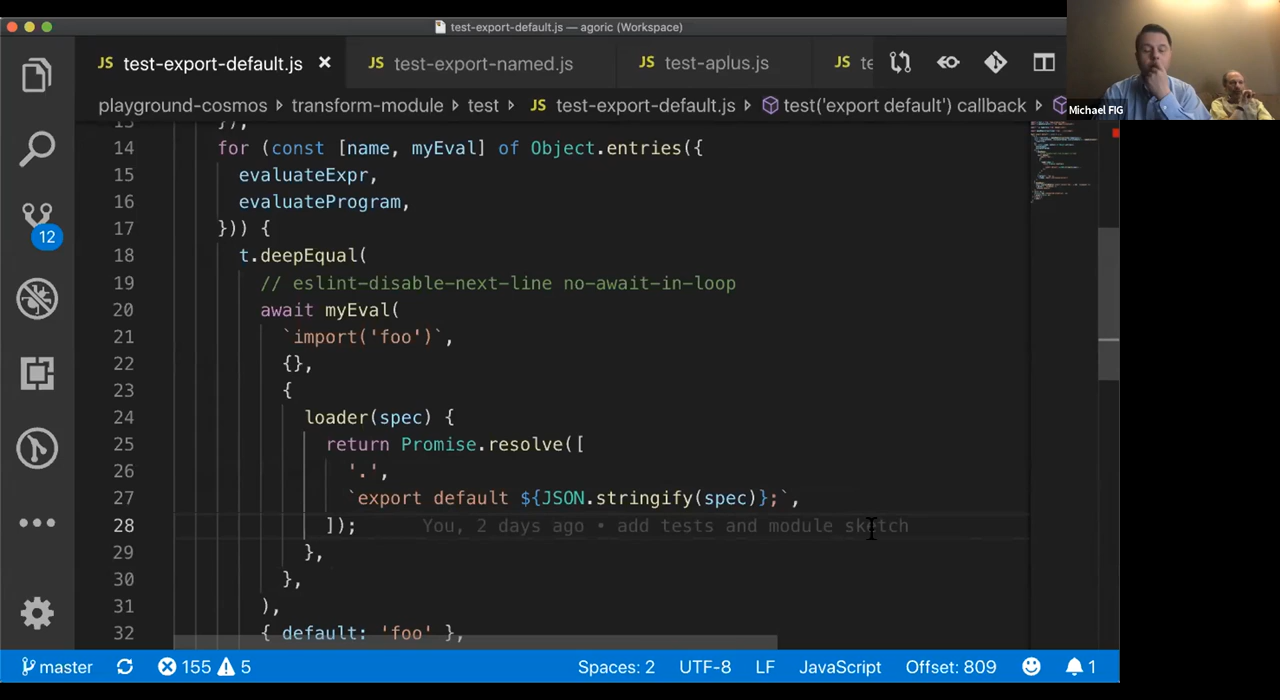 test-export-default.js — agoric (Workspace)
JS test-export-default.js × JS test-export-named.js JS test-aplus.js JS te
Michael FIG
playground-cosmos > transform-module > test > JS test-export-default.js > test('export default') callback >
13 });
14 for (const [name, myEval] of Object.entries({
15 evaluateExpr,
16 evaluateProgram,
17 })) {
18 t.deepEqual(
19 // eslint-disable-next-line no-await-in-loop
20 await myEval(
21 `import('foo')`,
22 {},
23 {
24 loader(spec) {
25 return Promise.resolve([
26 '.',
27 `export default ${JSON.stringify(spec)};`,
28 ]); You, 2 days ago • add tests and module sketch
29 },
30 },
31 ),
32 { default: 'foo' },
12
master 155 5 Spaces: 2 UTF-8 LF JavaScript Offset: 809 1